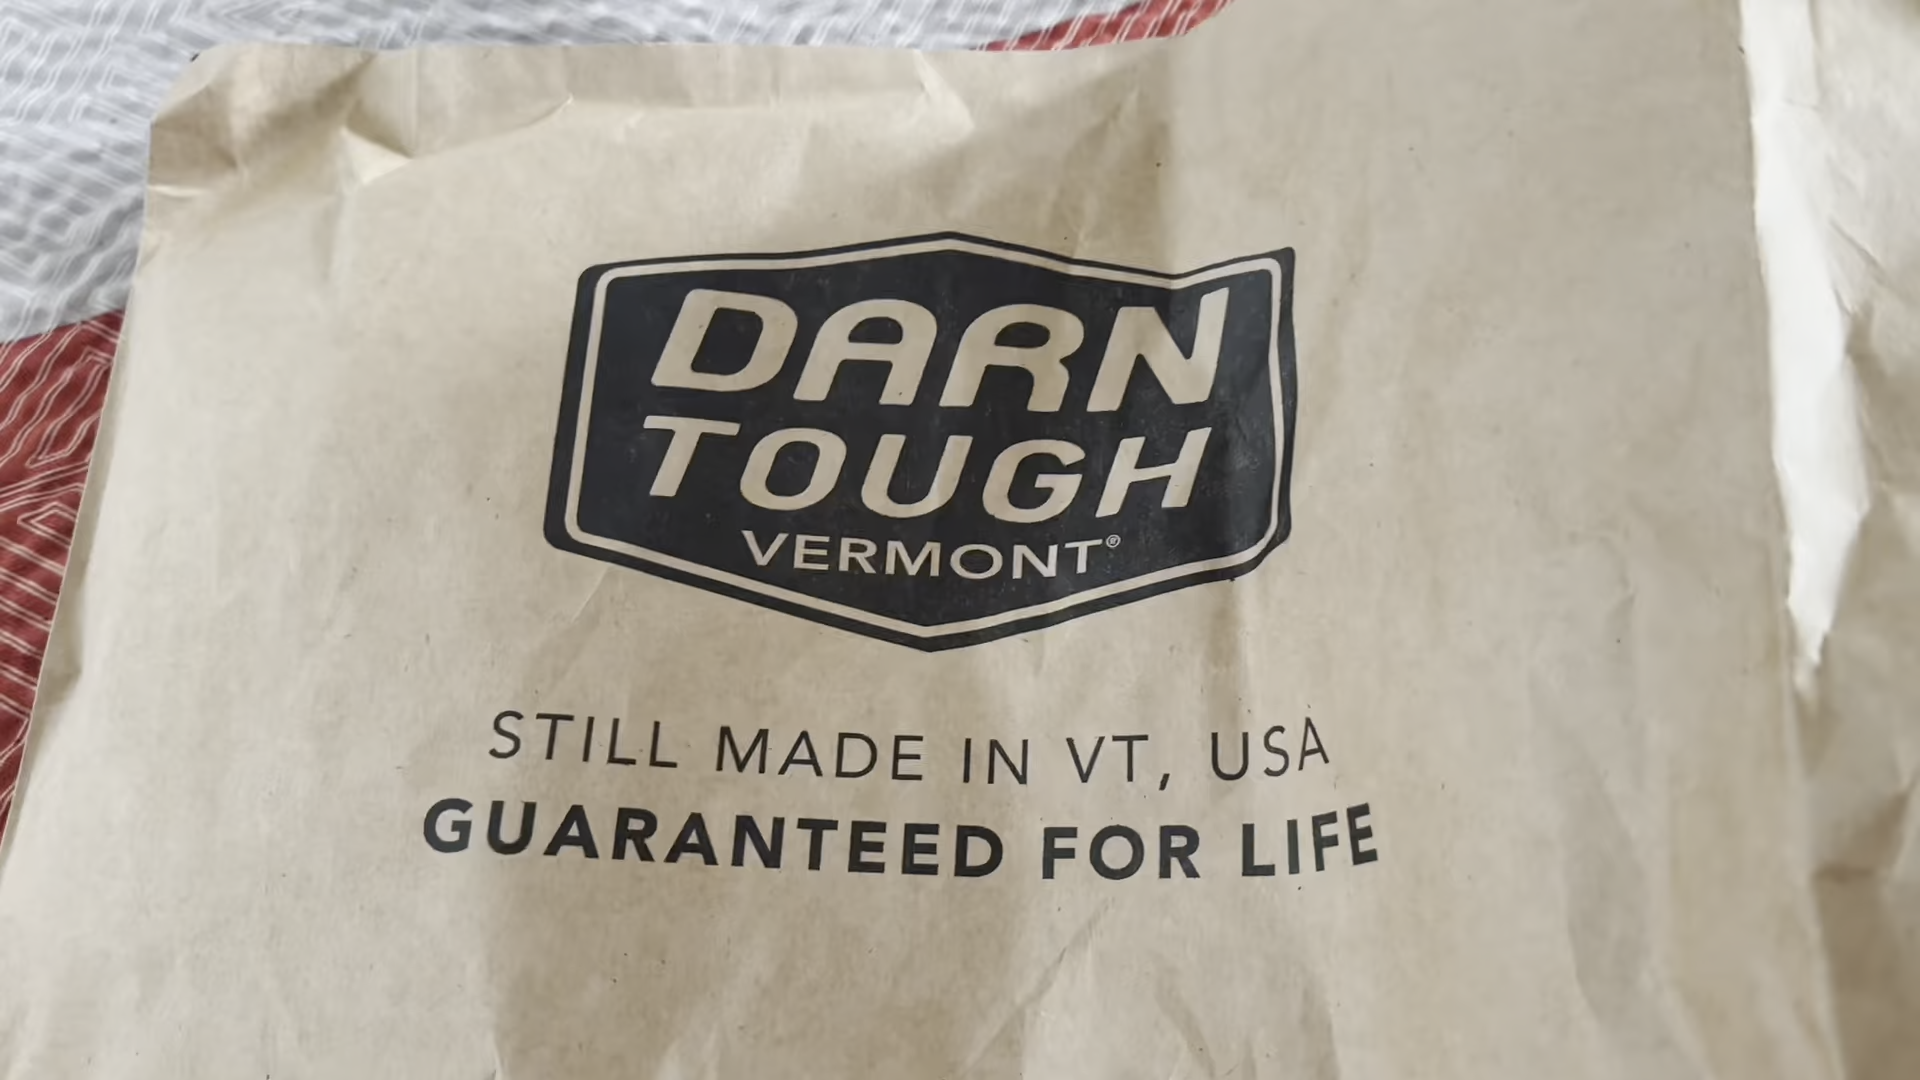 DARN
TOUGH
VERMONT®
STILL MADE IN VT, USA
GUARANTEED FOR LIFE